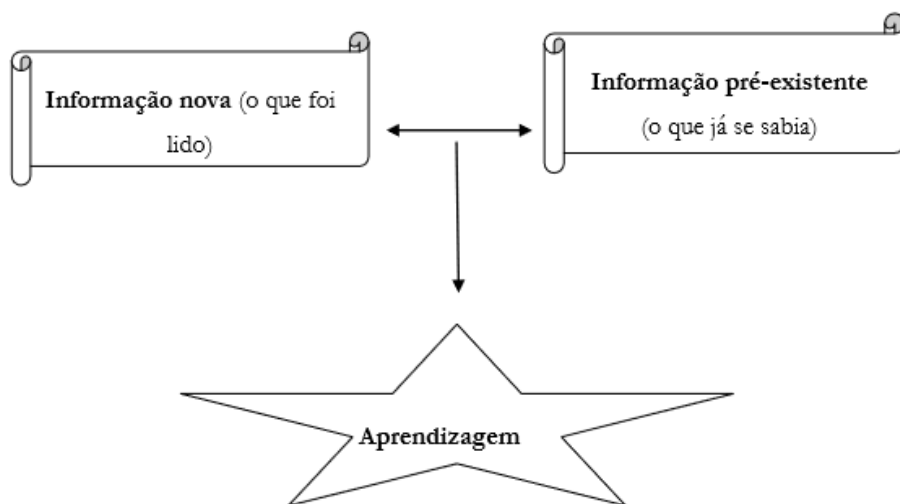 Informação nova (o que foi
lido)
Informação pré-existente
(o que já se sabia)
Aprendizagem